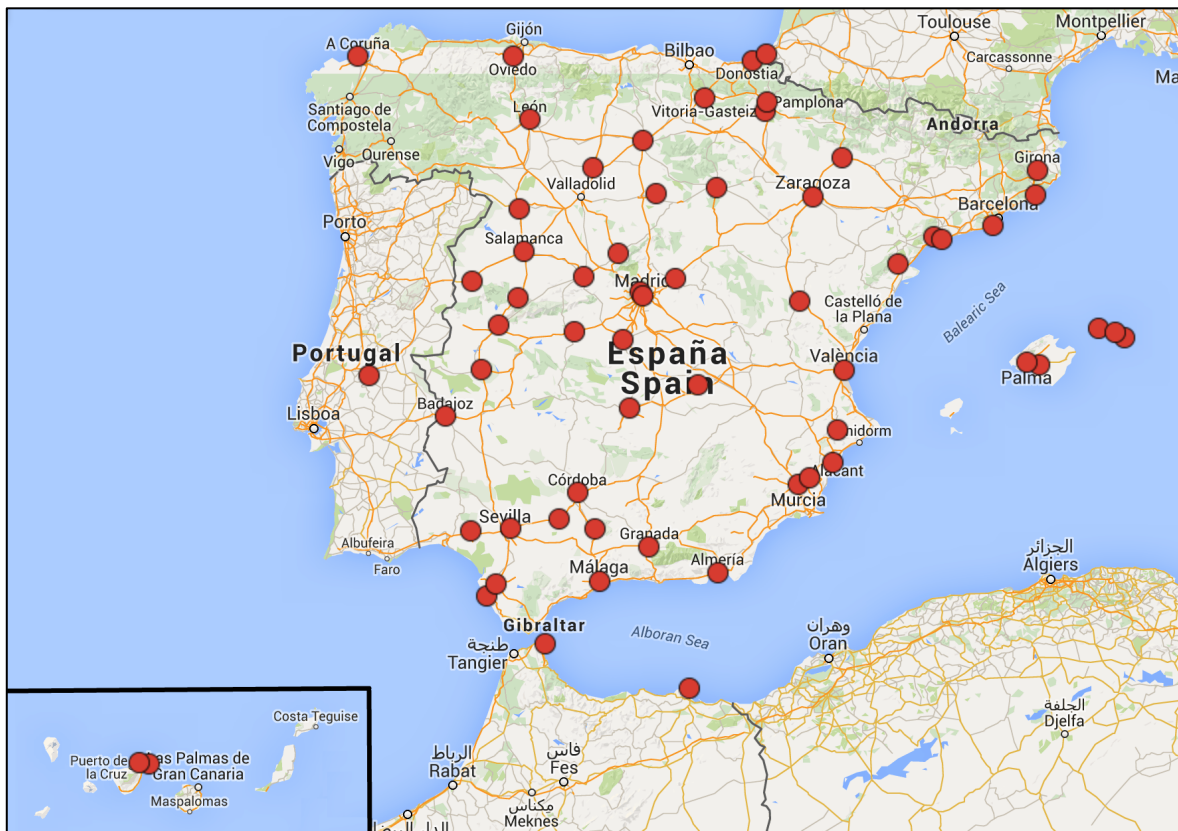 Gijón
Toulouse
Montpellier
A Coruña
Bilbao
Carcassonne
Oviedo
Donostia
Ma
León
Vitoria-Gasteiz
Pamplona
Santiago de
Compostela
Andorra
Vigo
Ourense
Girona
Valladolid
Zaragoza
Barcelona
Porto
Salamanca
Madrid
Castelló de
la Plana
Balearic Sea
Portugal
España
Spain
València
Palma
Badajoz
Lisboa
nidorm
Alacant
Córdoba
Murcia
Sevilla
Granada
Albufeira
Faro
Málaga
Almería
الجزائر
Algiers
Gibraltar
Alboran Sea
وهران
Oran
طنجة
Tangier
الجلفة
Djelfa
Costa Teguise
الرباط
Rabat
فاس
Fes
Puerto de
la Cruz
as Palmas de
Gran Canaria
Maspalomas
مكناس
Meknes